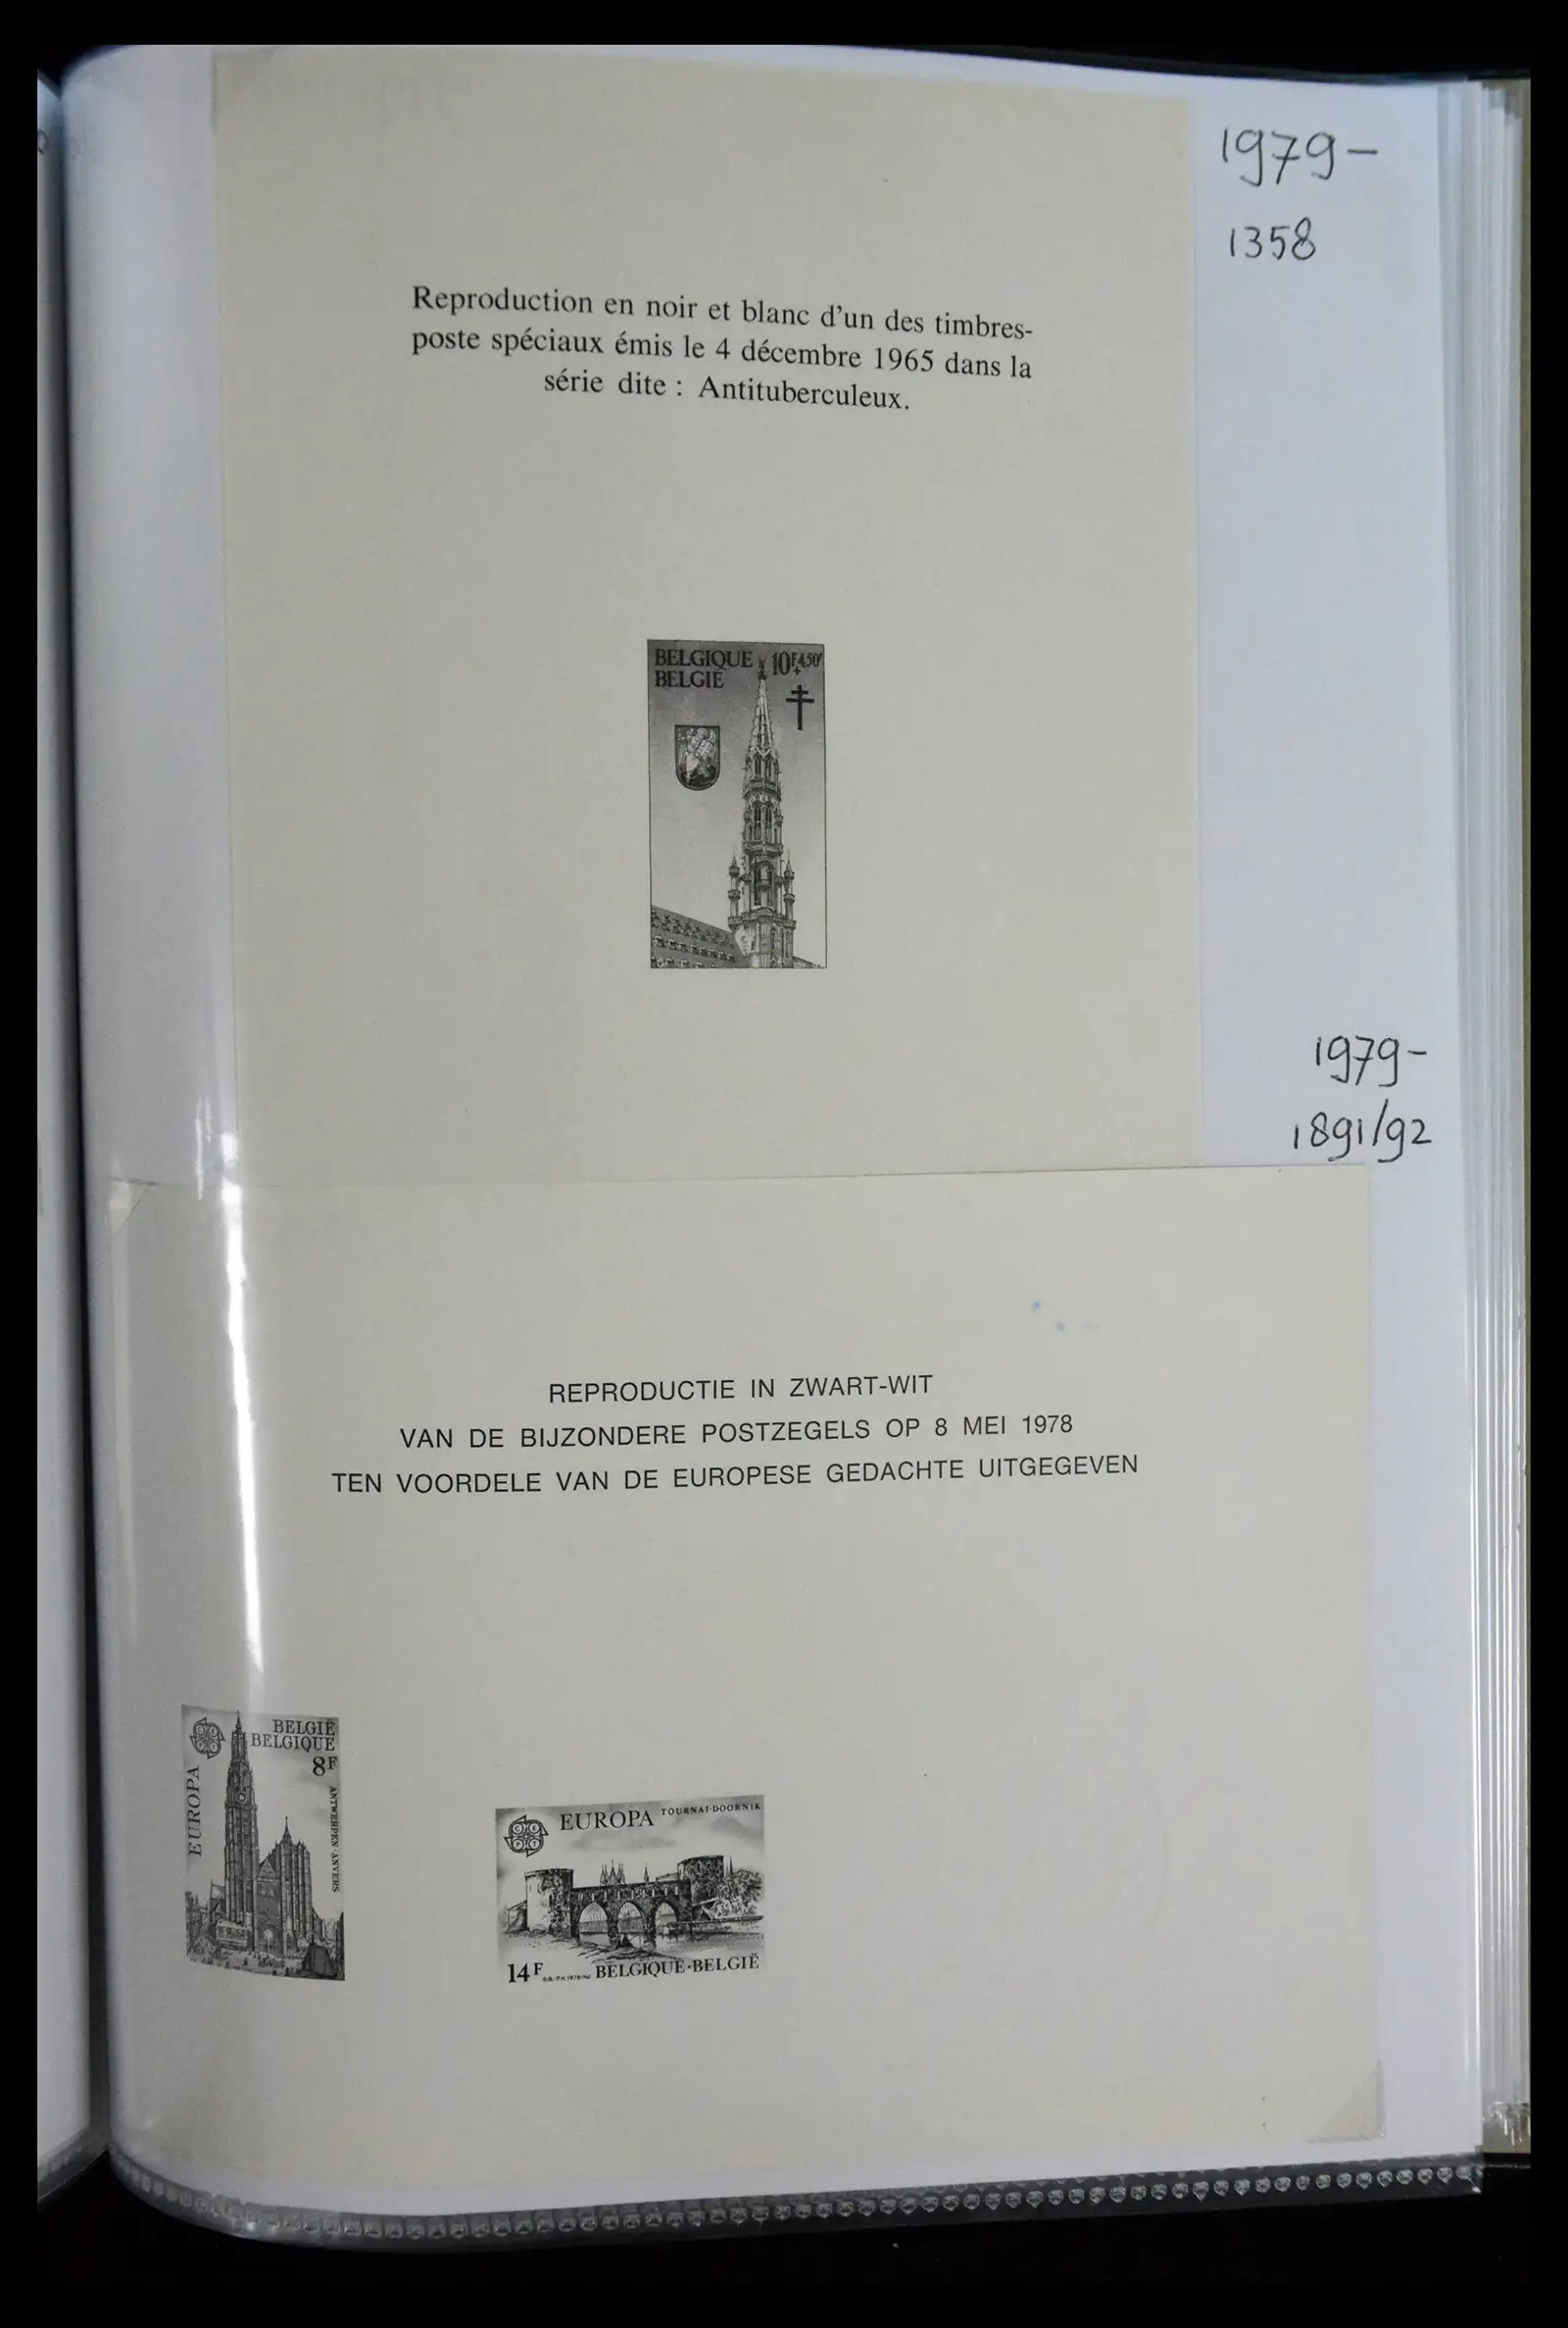 1979-
1358
Reproduction en noir et blanc d'un des timbres-
poste spéciaux émis le 4 décembre 1965 dans la
série dite : Antituberculeux.
BELGIQUE 10F+4,50F
BELGIË
1979-
1891/92
REPRODUCTIE IN ZWART-WIT
VAN DE BIJZONDERE POSTZEGELS OP 8 MEI 1978
TEN VOORDELE VAN DE EUROPESE GEDACHTE UITGEGEVEN
BELGIË
BELGIQUE
8F
EUROPA
ANTWERPEN-ANVERS
EUROPA TOURNAI-DOORNIK
14F BELGIQUE-BELGIË